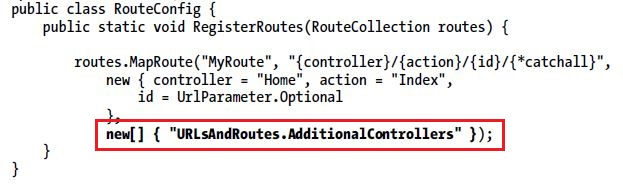 public class RouteConfig {
public static void RegisterRoutes(RouteCollection routes) {
routes.MapRoute("MyRoute", "{controller}/{action}/{id}/{*catchall}",
new { controller = "Home", action = "Index",
id = UrlParameter.Optional
},
new[] { "URLsAndRoutes.AdditionalControllers" });
}
}